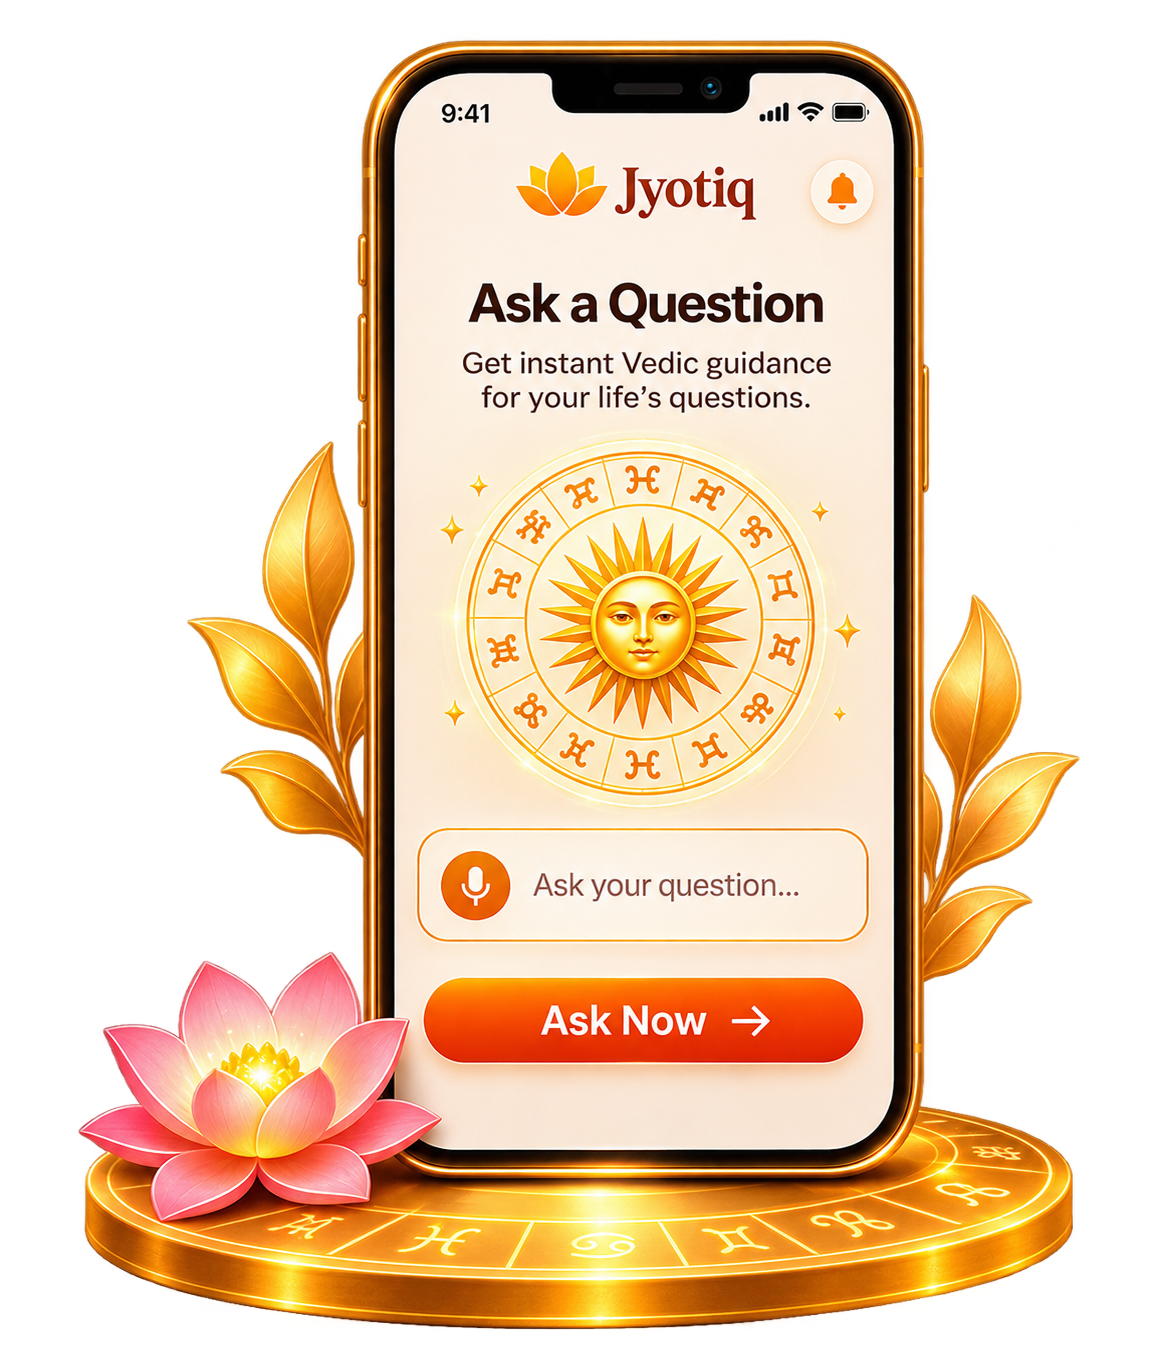 9:41
Jyotiq
Ask a Question
Get instant Vedic guidance
for your life's questions.
Ask your question...
Ask Now →